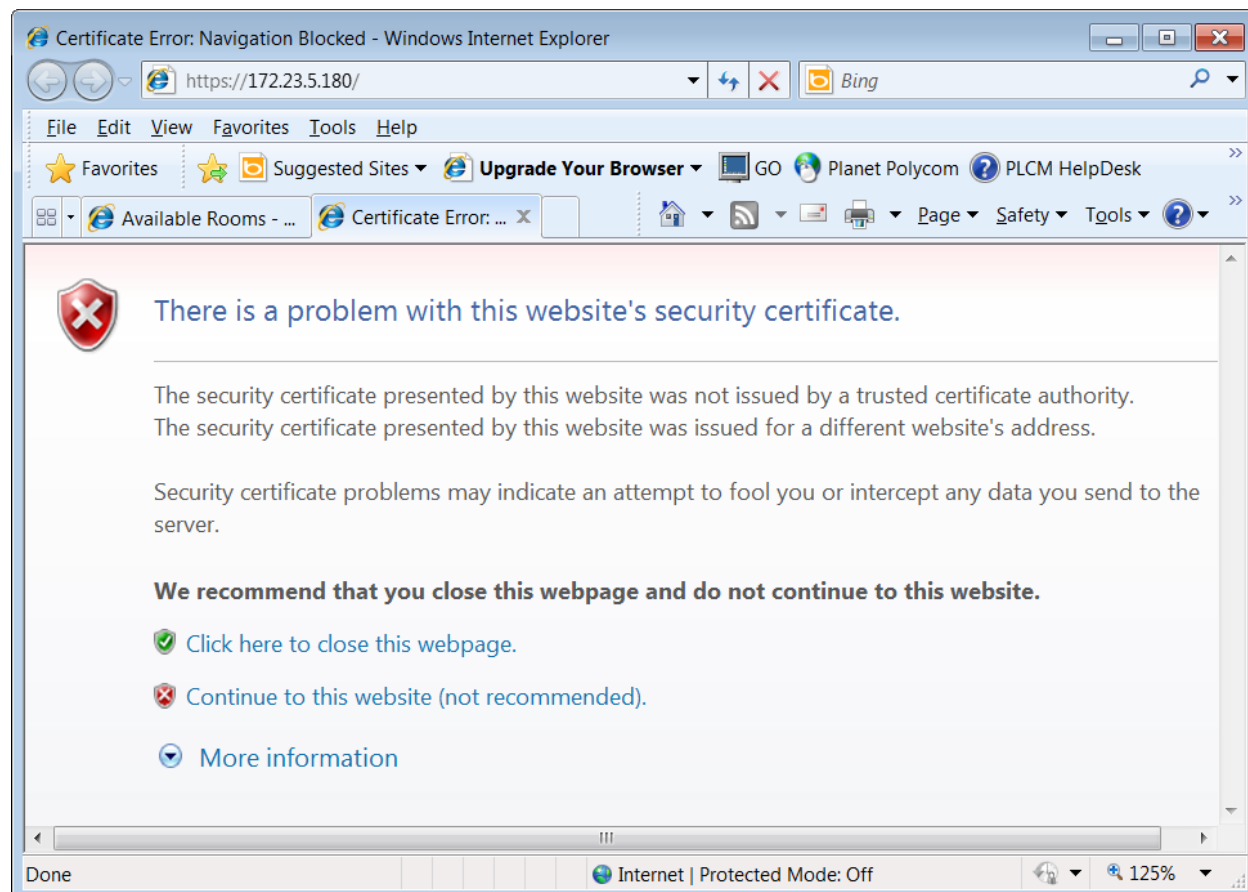 Certificate Error: Navigation Blocked - Windows Internet Explorer
https://172.23.5.180/
Bing
File Edit View Favorites Tools Help
Favorites Suggested Sites Upgrade Your Browser GO Planet Polycom PLCM HelpDesk
Available Rooms - ... Certificate Error: ... X Page Safety Tools
There is a problem with this website's security certificate.
The security certificate presented by this website was not issued by a trusted certificate authority.
The security certificate presented by this website was issued for a different website's address.
Security certificate problems may indicate an attempt to fool you or intercept any data you send to the
server.
We recommend that you close this webpage and do not continue to this website.
Click here to close this webpage.
Continue to this website (not recommended).
More information
Done Internet | Protected Mode: Off 125%